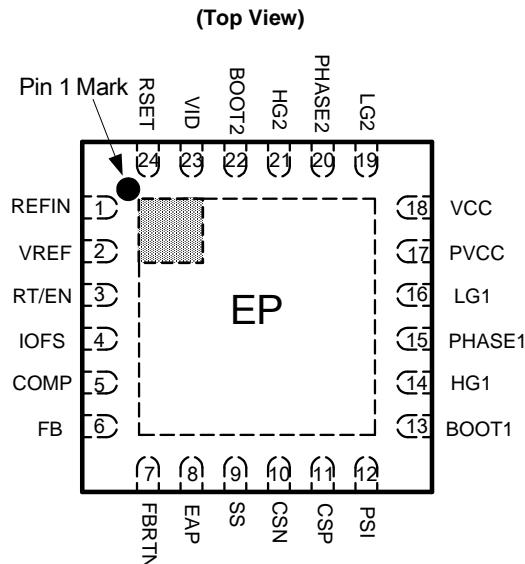 (Top View)
Pin 1 Mark
RSET
VID
BOOT2
HG2
PHASE2
LG2
24
23
22
21
20
19
REFIN 1
VREF 2
RT/EN 3
IOFS 4
COMP 5
FB 6
EP
18 VCC
17 PVCC
16 LG1
15 PHASE1
14 HG1
13 BOOT1
7
8
9
10
11
12
FBRTN
EAP
SS
CSN
CSP
PSI